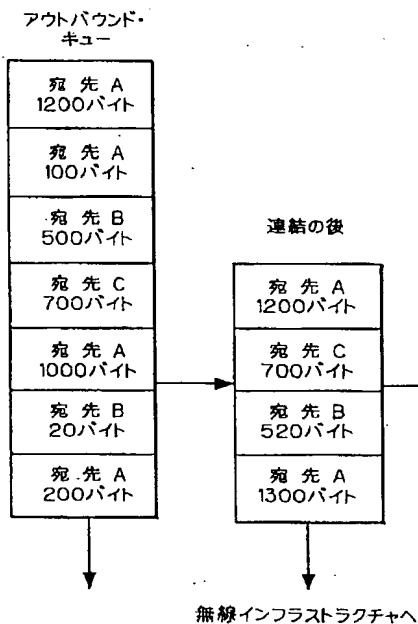 アウトバウンド・
キュー
宛先 A
1200バイト
宛先 A
100バイト
宛先 B
500バイト
宛先 C
700バイト
宛先 A
1000バイト
宛先 B
20バイト
宛先 A
200バイト
連結の後
宛先 A
1200バイト
宛先 C
700バイト
宛先 B
520バイト
宛先 A
1300バイト
無線インフラストラクチャへ